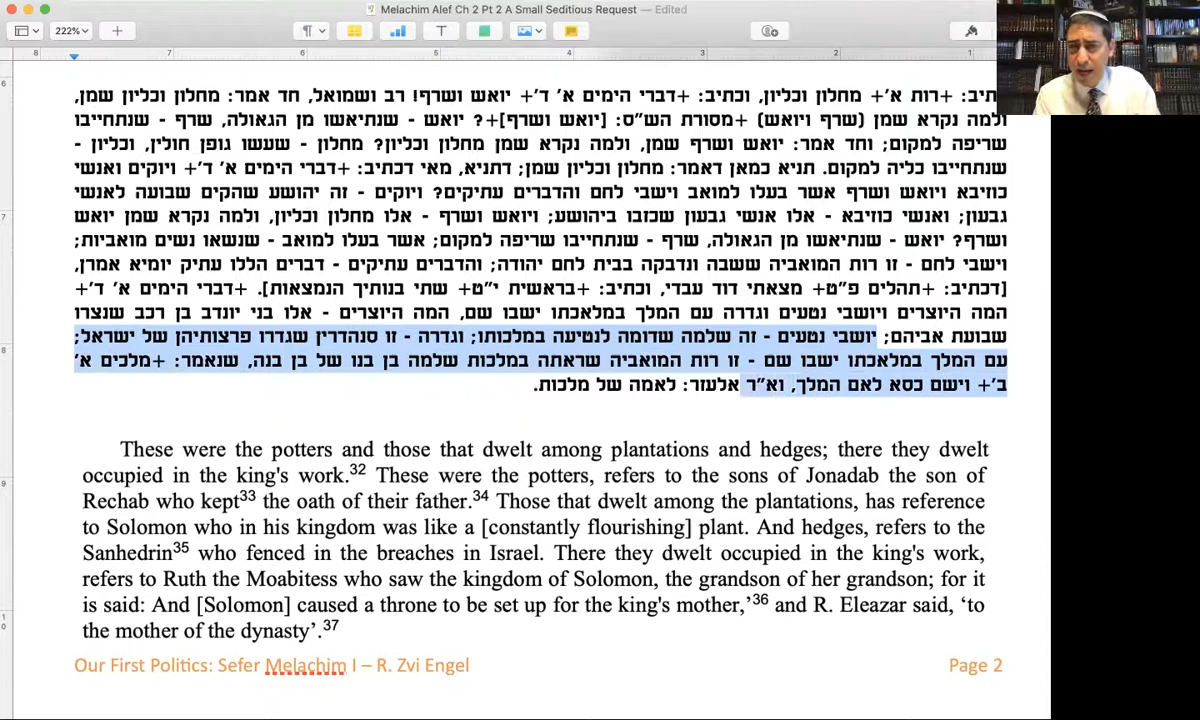 Melachim Alef Ch 2 Pt 2 A Small Seditious Request — Edited
222%
8 7 6 5 4 3 2 1
תיב: +רות א'+ מחלון וכליון, וכתיב: +דברי הימים א' ד'+ יואש ושרף! רב ושמואל, חד אמר: מחלון וכליון שמן,
ולמה נקרא שמן (שרף ויואש) +מסורת הש"ס: [יואש ושרף]+? יואש - שנתיאשו מן הגאולה, שרף - שנתחייבו
שריפה למקום; וחד אמר: יואש ושרף שמן, ולמה נקרא שמן מחלון וכליון? מחלון - שעשו גופן חולין, וכליון -
שנתחייבו כליה למקום. תניא כמאן דאמר: מחלון וכליון שמן; דתניא, מאי דכתיב: +דברי הימים א' ד'+ ויוקים ואנשי
כוזיבא ויואש ושרף אשר בעלו למואב וישבי לחם והדברים עתיקים? ויוקים - זה יהושע שהקים שבועה לאנשי
גבעון; ואנשי כוזיבא - אלו אנשי גבעון שכזבו ביהושע; ויואש ושרף - אלו מחלון וכליון, ולמה נקרא שמן יואש
ושרף? יואש - שנתיאשו מן הגאולה, שרף - שנתחייבו שריפה למקום; אשר בעלו למואב - שנשאו נשים מואביות;
וישבי לחם - זו רות המואביה ששבה ונדבקה בבית לחם יהודה; והדברים עתיקים - דברים הללו עתיק יומיא אמרן,
[דכתיב: +תהלים פ"ט+ מצאתי דוד עבדי, וכתיב: +בראשית י"ט+ שתי בנותיך הנמצאות]. +דברי הימים א' ד'+
המה היוצרים ויושבי נטעים וגדרה עם המלך במלאכתו ישבו שם, המה היוצרים - אלו בני יונדב בן רכב שנצרו
שבועת אביהם; יושבי נטעים - זה שלמה שדומה לנטיעה במלכותו; וגדרה - זו סנהדרין שגדרו פרצותיהן של ישראל;
עם המלך במלאכתו ישבו שם - זו רות המואביה שראתה במלכות שלמה בן בנו של בן בנה, שנאמר: +מלכים א'
ב'+ וישם כסא לאם המלך, וא"ר אלעזר: לאמה של מלכות.
These were the potters and those that dwelt among plantations and hedges; there they dwelt
occupied in the king's work.32 These were the potters, refers to the sons of Jonadab the son of
Rechab who kept33 the oath of their father.34 Those that dwelt among the plantations, has reference
to Solomon who in his kingdom was like a [constantly flourishing] plant. And hedges, refers to the
Sanhedrin35 who fenced in the breaches in Israel. There they dwelt occupied in the king's work,
refers to Ruth the Moabitess who saw the kingdom of Solomon, the grandson of her grandson; for it
is said: And [Solomon] caused a throne to be set up for the king's mother,’36 and R. Eleazar said, ‘to
the mother of the dynasty’.37
Our First Politics: Sefer Melachim I – R. Zvi Engel Page 2